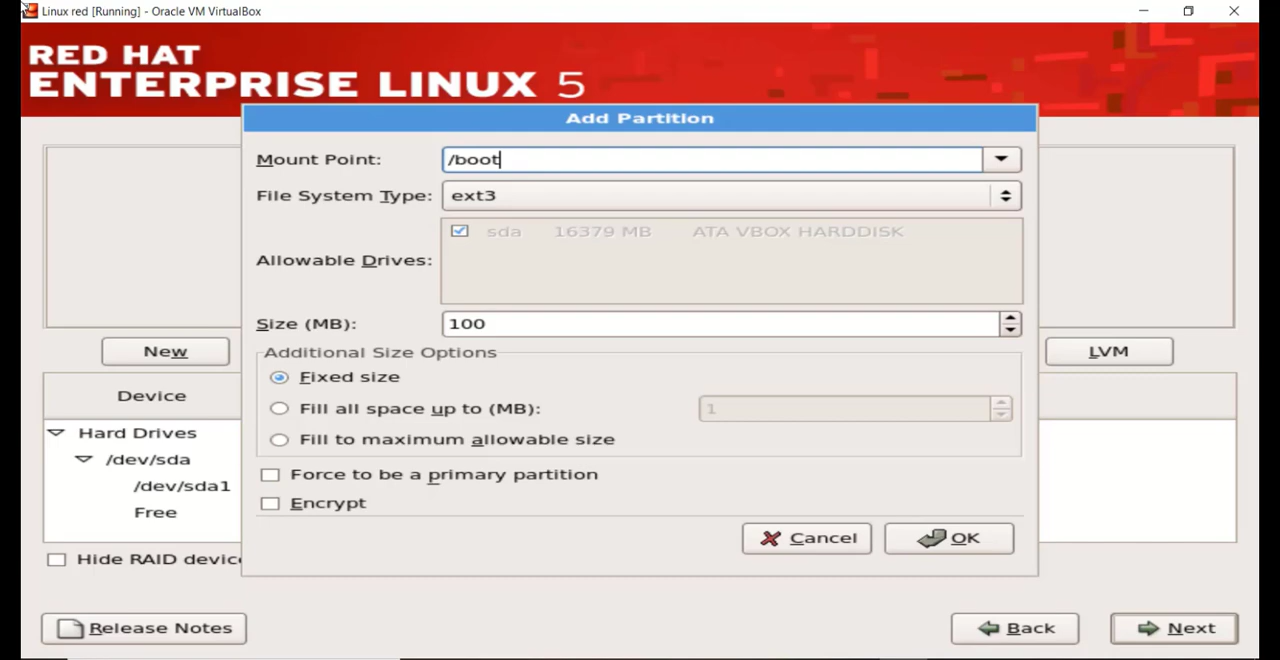 Linux red [Running] - Oracle VM VirtualBox
RED HAT
ENTERPRISE LINUX 5
Add Partition
Mount Point: /boot
File System Type: ext3
sda 16379 MB ATA VBOX HARDDISK
Allowable Drives:
Size (MB): 100
New
LVM
Additional Size Options
Fixed size
Device
Fill all space up to (MB): 1
Hard Drives
Fill to maximum allowable size
/dev/sda
Force to be a primary partition
/dev/sda1
Encrypt
Free
Cancel OK
Hide RAID devic
Release Notes Back Next